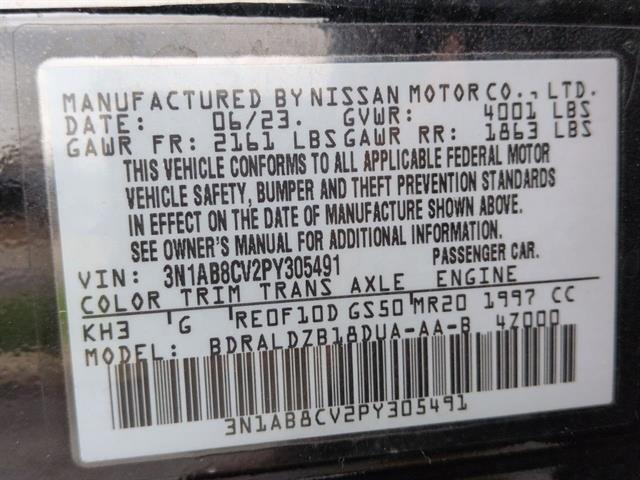 MANUFACTURED BY NISSAN MOTOR CO., LTD.
DATE: 06/23. GVWR: 4001 LBS
GAWR FR: 2161 LBS GAWR RR: 1863 LBS
THIS VEHICLE CONFORMS TO ALL APPLICABLE FEDERAL MOTOR
VEHICLE SAFETY, BUMPER AND THEFT PREVENTION STANDARDS
IN EFFECT ON THE DATE OF MANUFACTURE SHOWN ABOVE.
SEE OWNER'S MANUAL FOR ADDITIONAL INFORMATION.
VIN: 3N1AB8CV2PY305491 PASSENGER CAR.
COLOR TRIM TRANS AXLE ENGINE
KH3 G RE0F10D GS50 MR20 1997 CC
MODEL: BDRALDZB18DUA-AA-B 4Z000
3N1AB8CV2PY305491